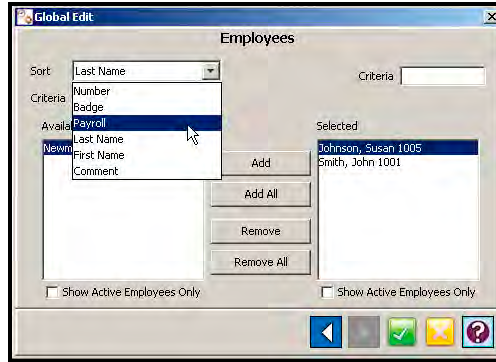 Global Edit
Employees
Sort Last Name
Criteria
Criteria
Number
Badge
Payroll
Last Name
First Name
Comment
Selected
Johnson, Susan 1005
Smith, John 1001
Add
Add All
Remove
Remove All
Show Active Employees Only
Show Active Employees Only